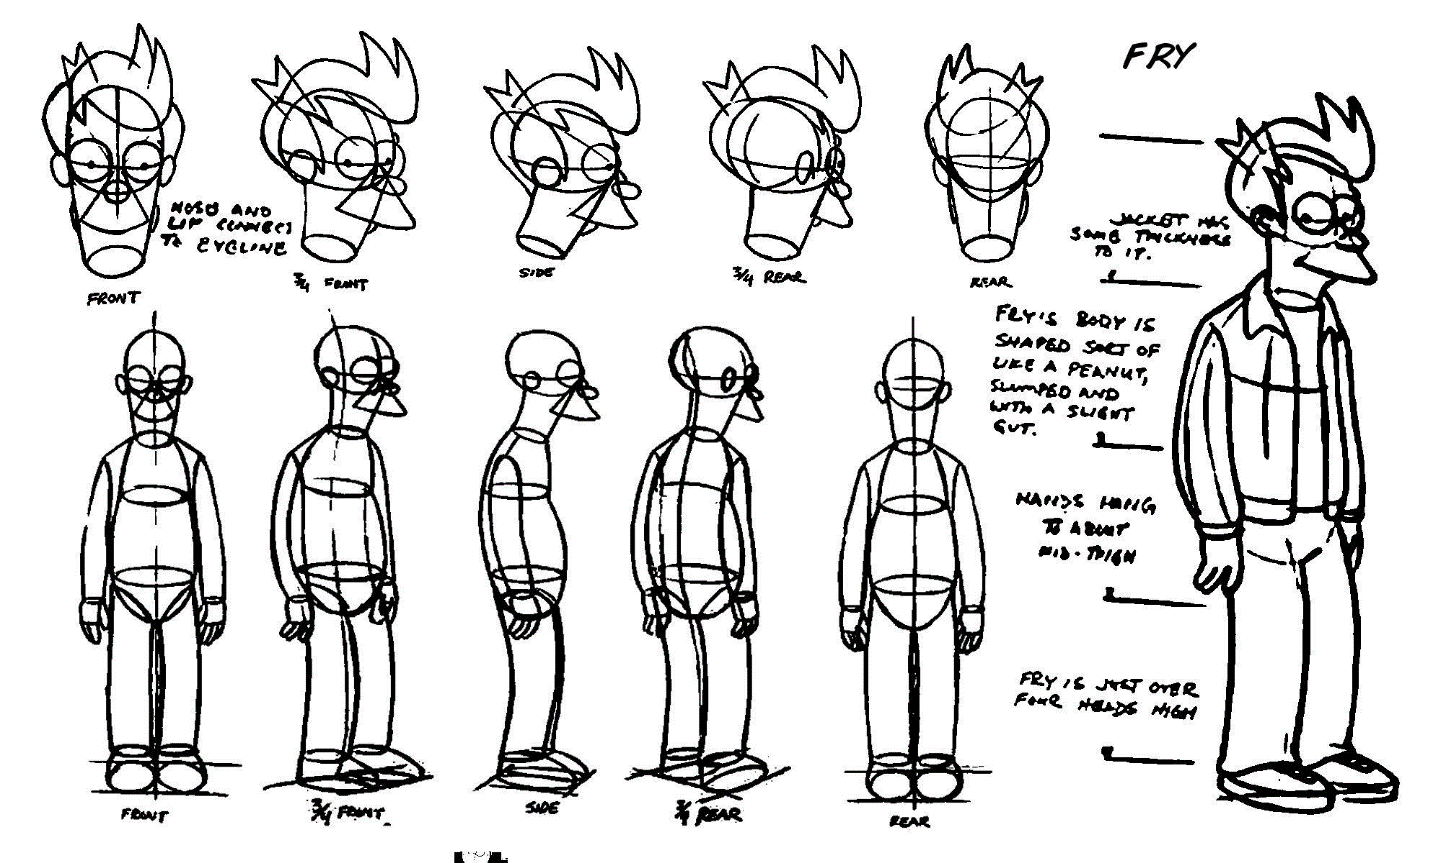 FRY
NOSE AND
LIP CONNECT
TO EYELINE
FRONT
3/4 FRONT
SIDE
3/4 REAR
REAR
JACKET HAS
SOME THICKNESS
TO IT.
FRY'S BODY IS
SHAPED SORT OF
LIKE A PEANUT,
SLUMPED AND
WITH A SLIGHT
GUT.
HANDS HANG
TO ABOUT
MID-THIGH
FRY IS JUST OVER
FOUR HEADS HIGH
FRONT
3/4 FRONT.
SIDE
3/4 REAR
REAR